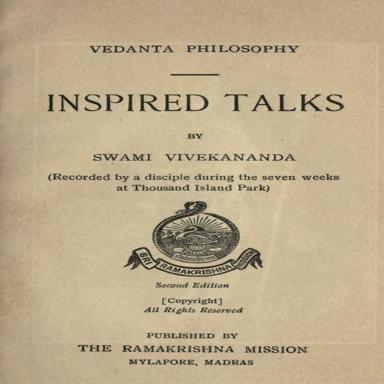 VEDANTA PHILOSOPHY
INSPIRED TALKS
BY
SWAMI VIVEKANANDA
(Recorded by a disciple during the seven weeks
at Thousand Island Park)
SRI RAMAKRISHNA MISSION
Second Edition
[Copyright]
All Rights Reserved
PUBLISHED BY
THE RAMAKRISHNA MISSION
MYLAPORE, MADRAS